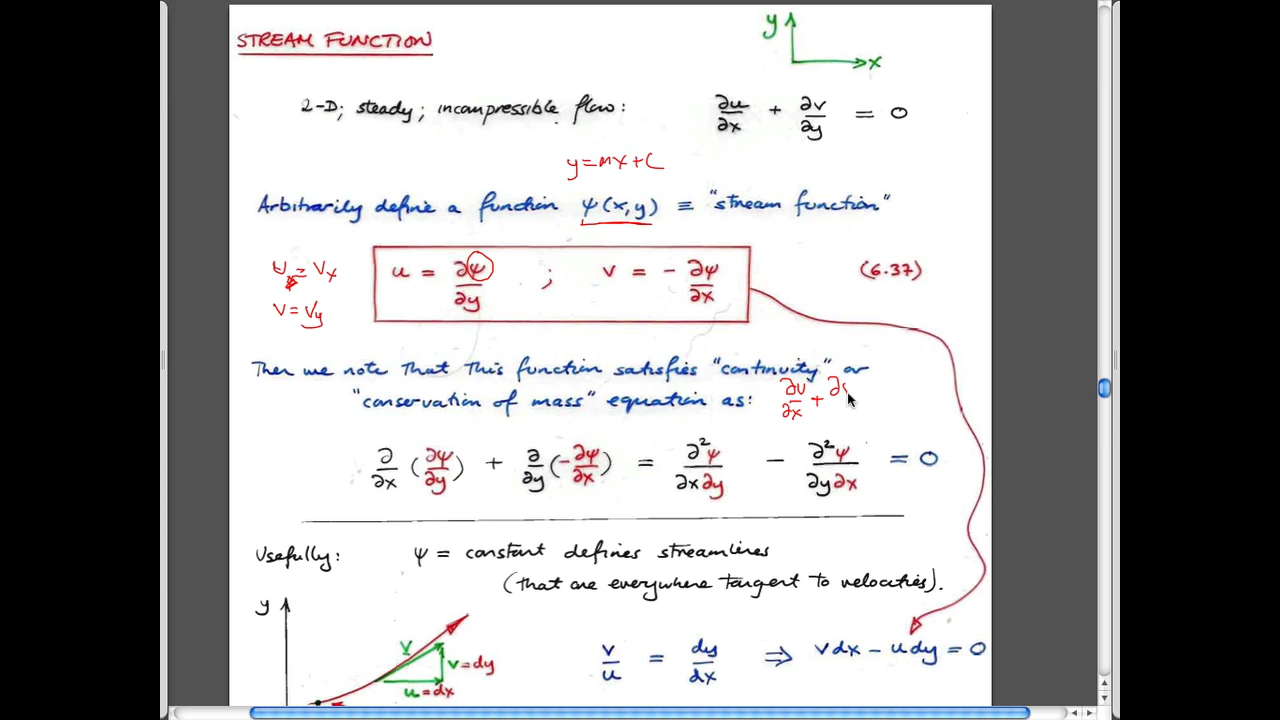 STREAM FUNCTION
y
x
2-D; steady; incompressible flow: ∂u/∂x + ∂v/∂y = 0
y=mx+C
Arbitrarily define a function ψ(x,y) ≡ "stream function"
u = Vx
v = Vy
u = ∂ψ/∂y ; v = - ∂ψ/∂x (6.37)
Then we note that this function satisfies "continuity" or
"conservation of mass" equation as:
∂u/∂x + ∂
∂/∂x (∂ψ/∂y) + ∂/∂y (-∂ψ/∂x) = ∂²ψ/∂x∂y - ∂²ψ/∂y∂x = 0
Usefully: ψ = constant defines streamlines
(that are everywhere tangent to velocities).
y
V
v=dy
u=dx
v/u = dy/dx ⇒ vdx - udy = 0